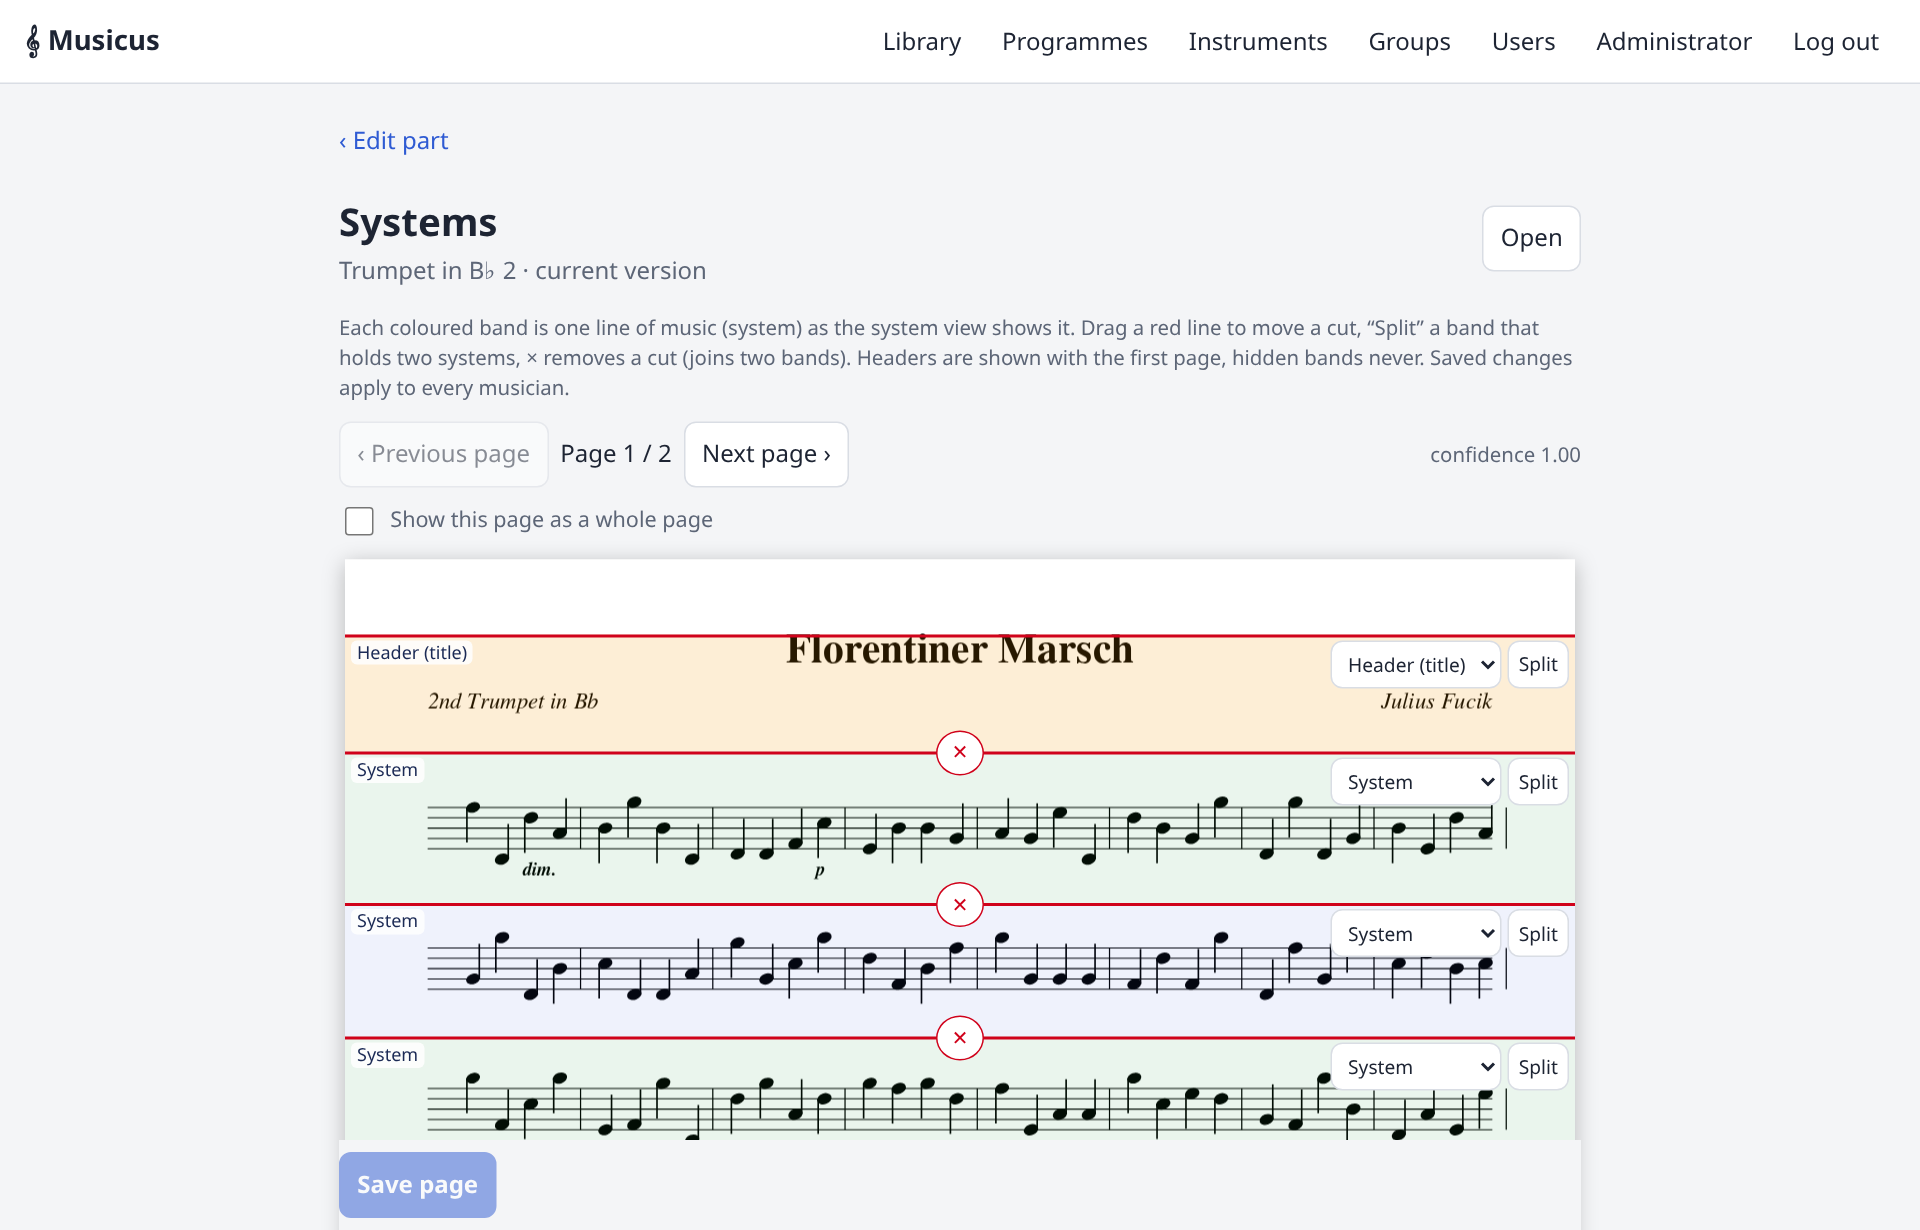 Musicus
Library Programmes Instruments Groups Users Administrator Log out
‹ Edit part
Systems
Open
Trumpet in B♭ 2 · current version
Each coloured band is one line of music (system) as the system view shows it. Drag a red line to move a cut, “Split” a band that
holds two systems, × removes a cut (joins two bands). Headers are shown with the first page, hidden bands never. Saved changes
apply to every musician.
‹ Previous page Page 1 / 2 Next page › confidence 1.00
Show this page as a whole page
Florentiner Marsch
Header (title) Header (title) Split
2nd Trumpet in Bb Julius Fucik
×
System System Split
dim. p
×
System System Split
×
System System Split
Save page